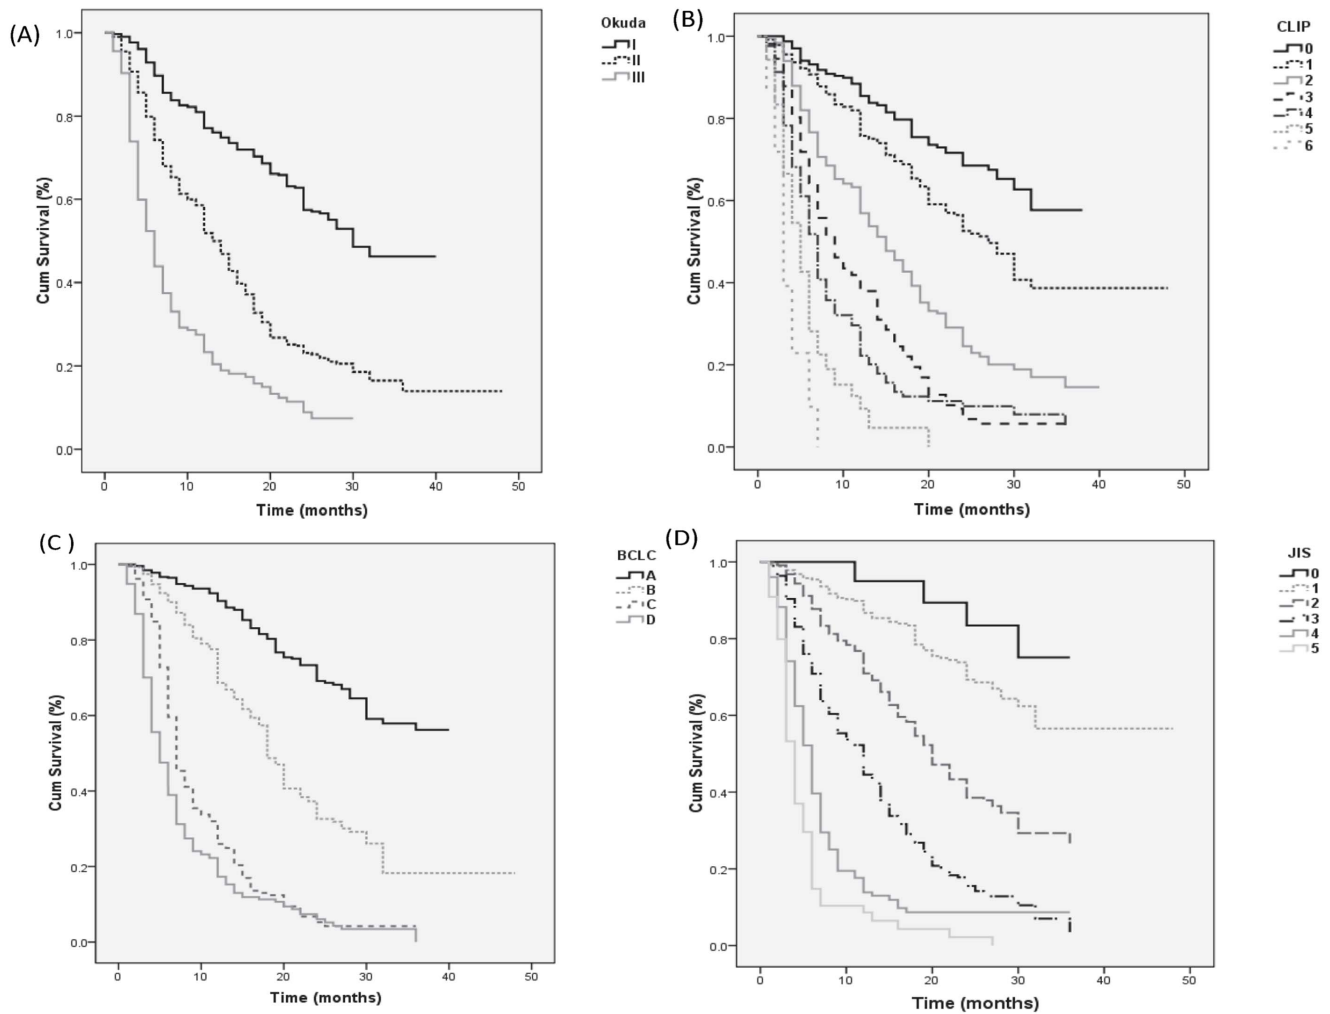 (A)
Okuda
I
II
III
1.0
0.8
0.6
0.4
0.2
0.0
Cum Survival (%)
0 10 20 30 40 50
Time (months)
(B)
CLIP
0
1
2
3
4
5
6
1.0
0.8
0.6
0.4
0.2
0.0
Cum Survival (%)
0 10 20 30 40 50
Time (months)
(C )
BCLC
A
B
C
D
1.0
0.8
0.6
0.4
0.2
0.0
Cum Survival (%)
0 10 20 30 40 50
Time (months)
(D)
JIS
0
1
2
3
4
5
1.0
0.8
0.6
0.4
0.2
0.0
Cum Survival (%)
0 10 20 30 40 50
Time (months)